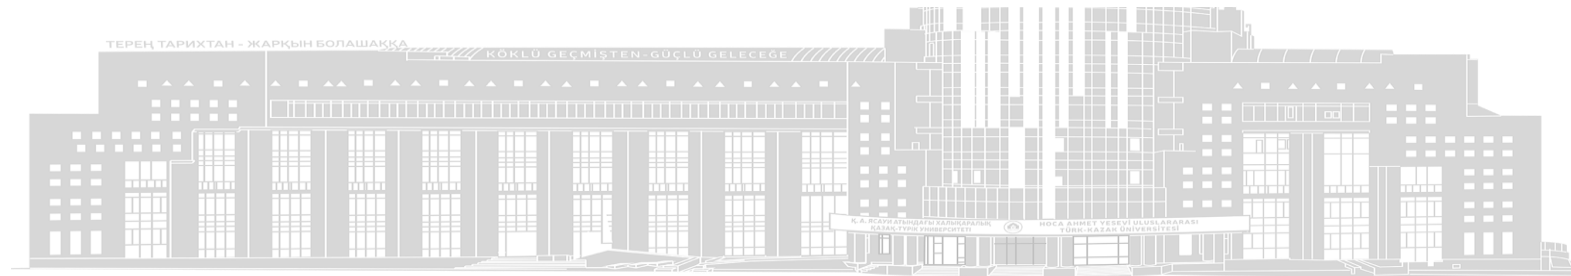 ТЕРЕҢ ТАРИХТАН - ЖАРҚЫН БОЛАШАҚҚА
KÖKLÜ GEÇMİŞTEN-GÜÇLÜ GELECEĞE
Қ. А. ЯСАУИ АТЫНДАҒЫ ХАЛЫҚАРАЛЫҚ
ҚАЗАҚ-ТҮРІК УНИВЕРСИТЕТІ
HOCA AHMET YESEVİ ULUSLARARASI
TÜRK-KAZAK ÜNİVERSİTESİ